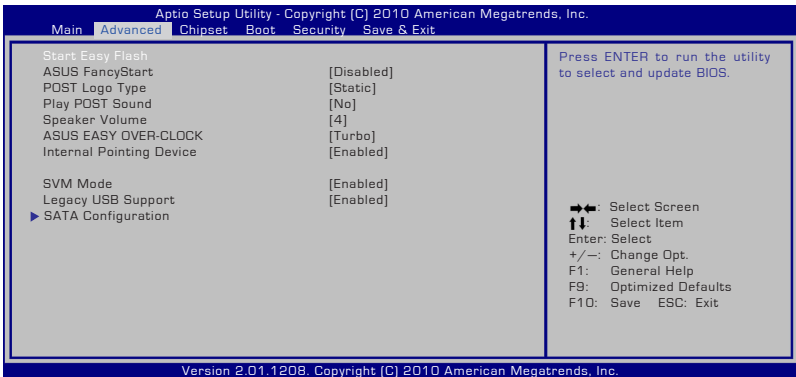 Aptio Setup Utility - Copyright (C) 2010 American Megatrends, Inc.
Main Advanced Chipset Boot Security Save & Exit
Start Easy Flash
ASUS FancyStart [Disabled]
POST Logo Type [Static]
Play POST Sound [No]
Speaker Volume [4]
ASUS EASY OVER-CLOCK [Turbo]
Internal Pointing Device [Enabled]
SVM Mode [Enabled]
Legacy USB Support [Enabled]
SATA Configuration
Press ENTER to run the utility
to select and update BIOS.
→←: Select Screen
↑↓: Select Item
Enter: Select
+/—: Change Opt.
F1: General Help
F9: Optimized Defaults
F10: Save ESC: Exit
Version 2.01.1208. Copyright (C) 2010 American Megatrends, Inc.